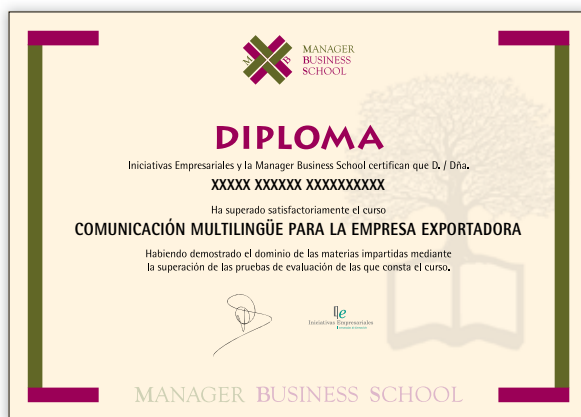 M B
MANAGER
BUSINESS
SCHOOL
DIPLOMA
Iniciativas Empresariales y la Manager Business School certifican que D. / Dña.
XXXXX XXXXXX XXXXXXXXXX
Ha superado satisfactoriamente el curso
COMUNICACIÓN MULTILINGÜE PARA LA EMPRESA EXPORTADORA
Habiendo demostrado el dominio de las materias impartidas mediante
la superación de las pruebas de evaluación de las que consta el curso.
Ie
Iniciativas Empresariales
MANAGER BUSINESS SCHOOL